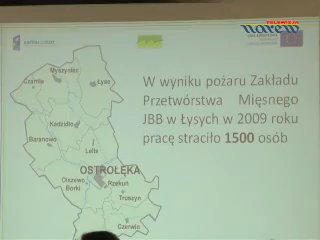 TELEWIZJA
narew
Myszyniec
Czarnia
Łyse
Kadzidło
Baranowo
Lelis
OSTROŁĘKA
Olszewo
Borki
Rzekuń
Troszyn
Czerwin
W wyniku pożaru Zakładu
Przetwórstwa Mięsnego
JBB w Łysych w 2009 roku
pracę straciło 1500 osób